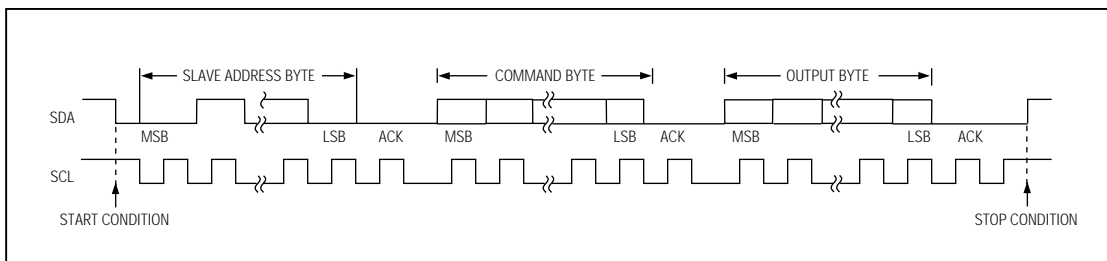 SLAVE ADDRESS BYTE COMMAND BYTE OUTPUT BYTE
SDA
MSB LSB ACK MSB LSB ACK MSB LSB ACK
SCL
START CONDITION STOP CONDITION